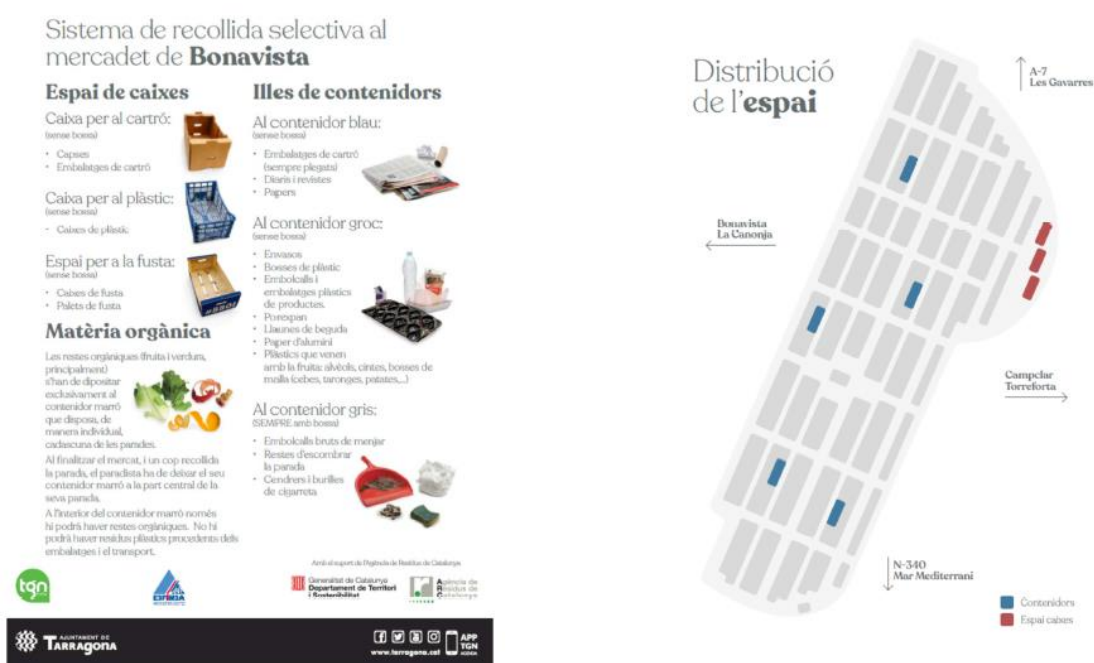 Sistema de recollida selectiva al
mercadet de Bonavista
Espai de caixes
Caixa per al cartró:
(sense bossa)
• Capses
• Embalatges de cartró
Caixa per al plàstic:
(sense bossa)
• Caixes de plàstic
Espai per a la fusta:
(sense bossa)
• Caixes de fusta
• Palets de fusta
Matèria orgànica
Les restes orgàniques (fruita i verdura,
principalment)
s'han de dipositar
exclusivament al
contenidor marró
que disposa, de
manera individual,
cadascuna de les parades.
Al finalitzar el mercat, i un cop recollida
la parada, el paradista ha de deixar el seu
contenidor marró a la part central de la
seva parada.
A l'interior del contenidor marró només
hi podrà haver restes orgàniques. No hi
podrà haver residus plàstics procedents dels
embalatges i el transport.
Illes de contenidors
Al contenidor blau:
(sense bossa)
• Embalatges de cartró
(sempre plegats)
• Diaris i revistes
• Papers
Al contenidor groc:
(sense bossa)
• Envasos
• Bosses de plàstic
• Embolcalls i
embalatges plàstics
de productes.
• Porexpan
• Llaunes de beguda
• Paper d'alumini
• Plàstics que venen
amb la fruita: alvèols, cintes, bosses de
malla (cebes, taronges, patates,...)
Al contenidor gris:
(SEMPRE amb bossa)
• Embolcalls bruts de menjar
• Restes d'escombrar
la parada
• Cendrers i burilles
de cigarreta
Amb el suport de l'Agència de Residus de Catalunya
tgn
Generalitat de Catalunya
Departament de Territori
i Sostenibilitat
Agència de
Residus de
Catalunya
AJUNTAMENT DE
TARRAGONA
www.tarragona.cat
APP
TGN
Distribució
de l'espai
A-7
Les Gavarres
Bonavista
La Canonja
Campclar
Torreforta
N-340
Mar Mediterrani
Contenidors
Espai caixes